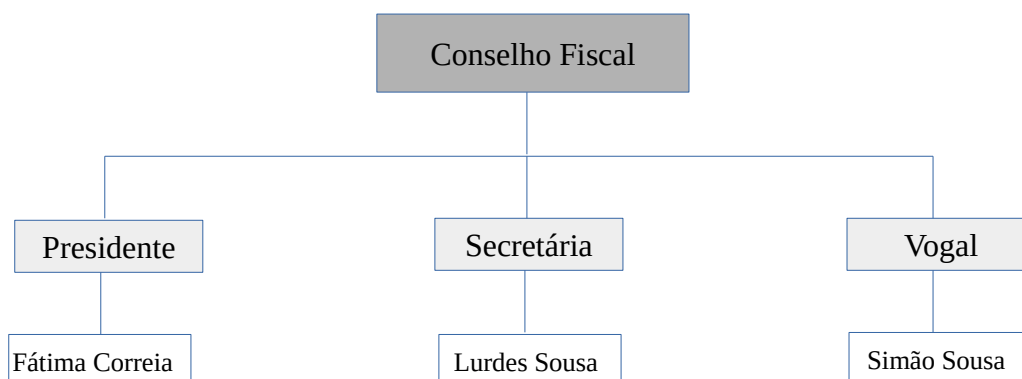 Conselho Fiscal
Presidente
Secretária
Vogal
Fátima Correia
Lurdes Sousa
Simão Sousa